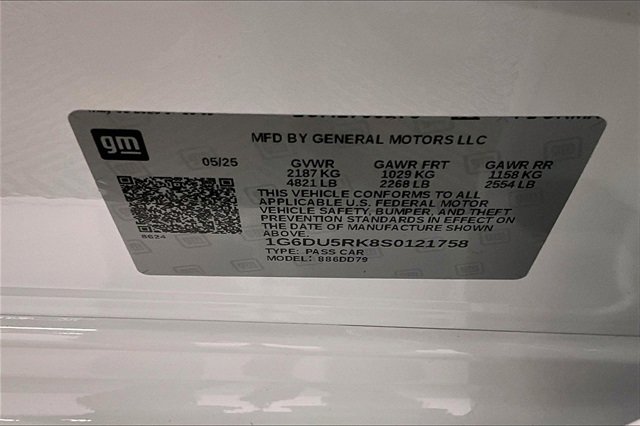 gm
MFD BY GENERAL MOTORS LLC
05/25
GVWR GAWR FRT GAWR RR
2187 KG 1029 KG 1158 KG
4821 LB 2268 LB 2554 LB
THIS VEHICLE CONFORMS TO ALL
APPLICABLE U.S. FEDERAL MOTOR
VEHICLE SAFETY, BUMPER, AND THEFT
PREVENTION STANDARDS IN EFFECT ON
THE DATE OF MANUFACTURE SHOWN
ABOVE.
8624
1G6DU5RK8S0121758
TYPE: PASS CAR
MODEL: 886DD79